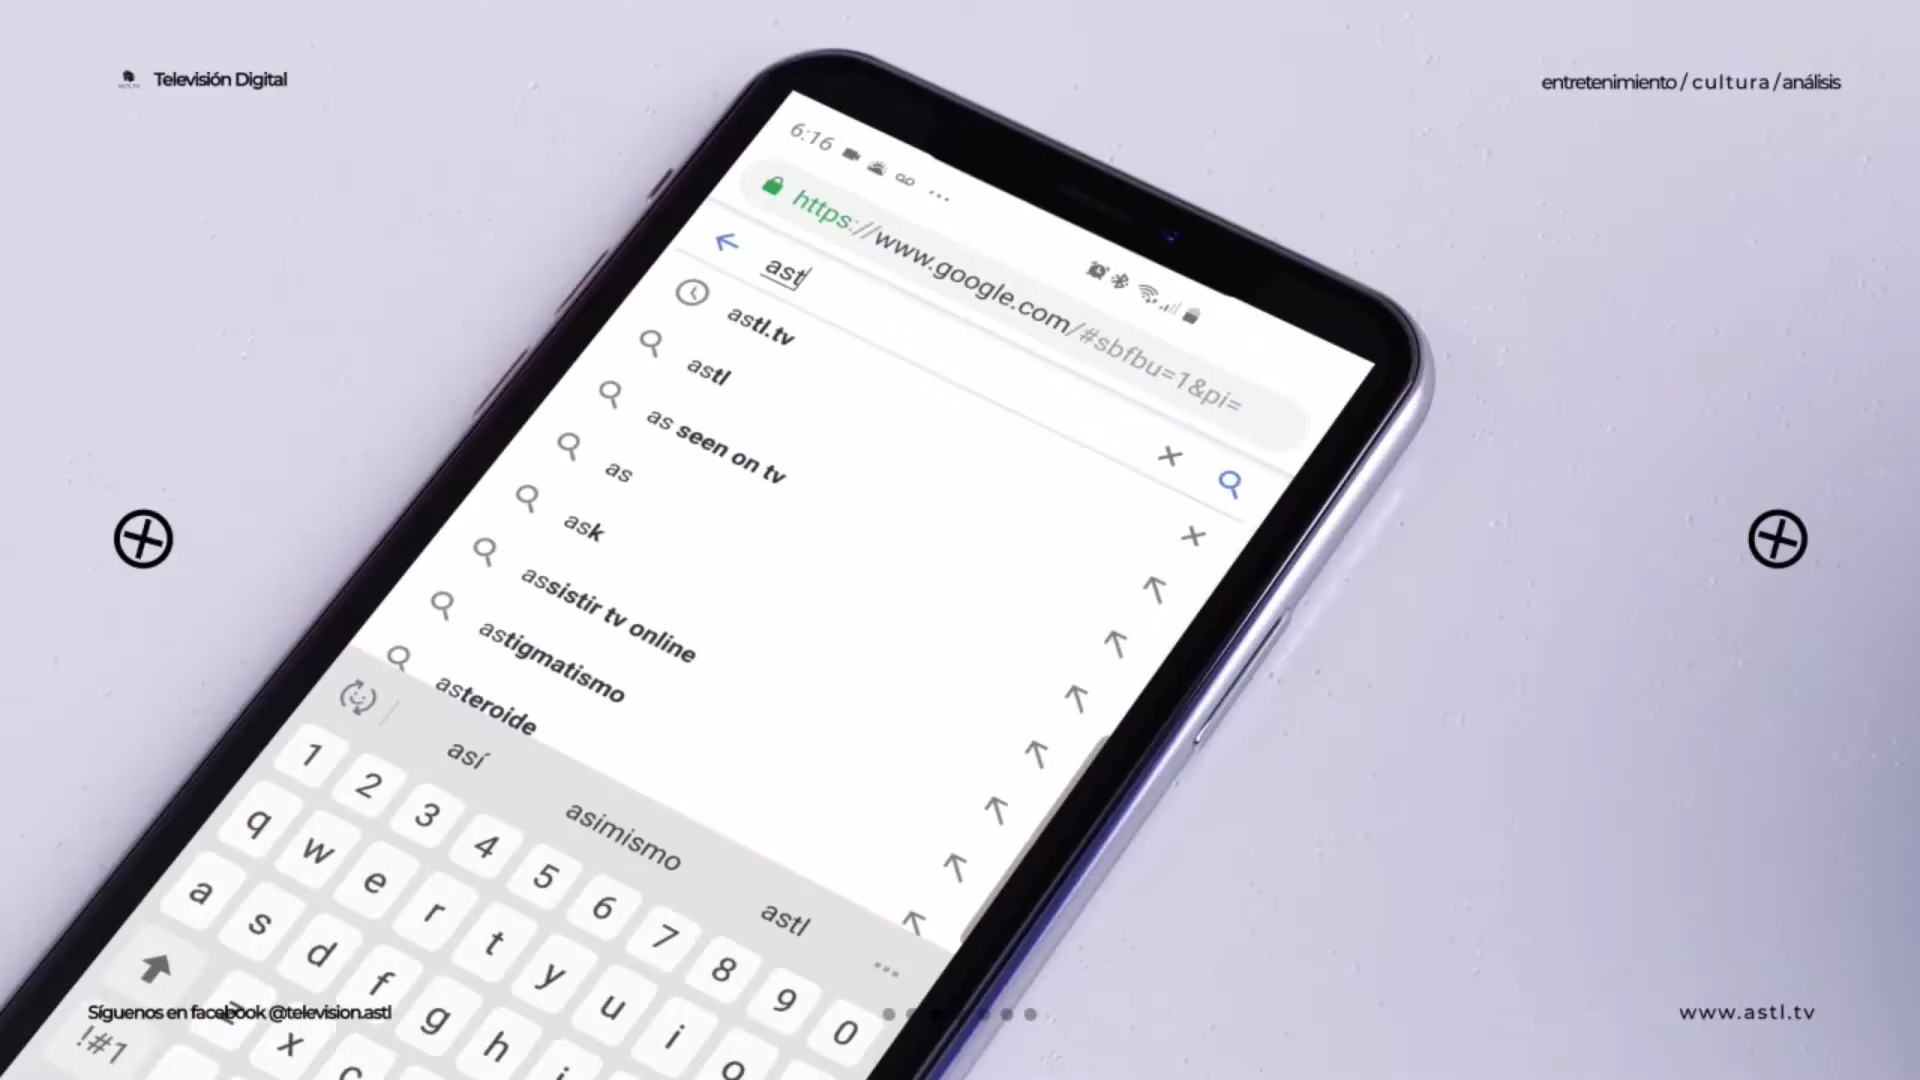 Televisión Digital
entretenimiento / cultura / análisis
6:16
https://www.google.com/#sbfbu=1&pi=
ast
astl.tv
astl
as seen on tv
as
ask
assistir tv online
astigmatismo
asteroide
así
asimismo
astl
1 2 3 4 5 6 7 8 9 0
q w e r t y u i o
a s d f g h j
z x c
!#1
Síguenos en facebook @television.astl
www.astl.tv